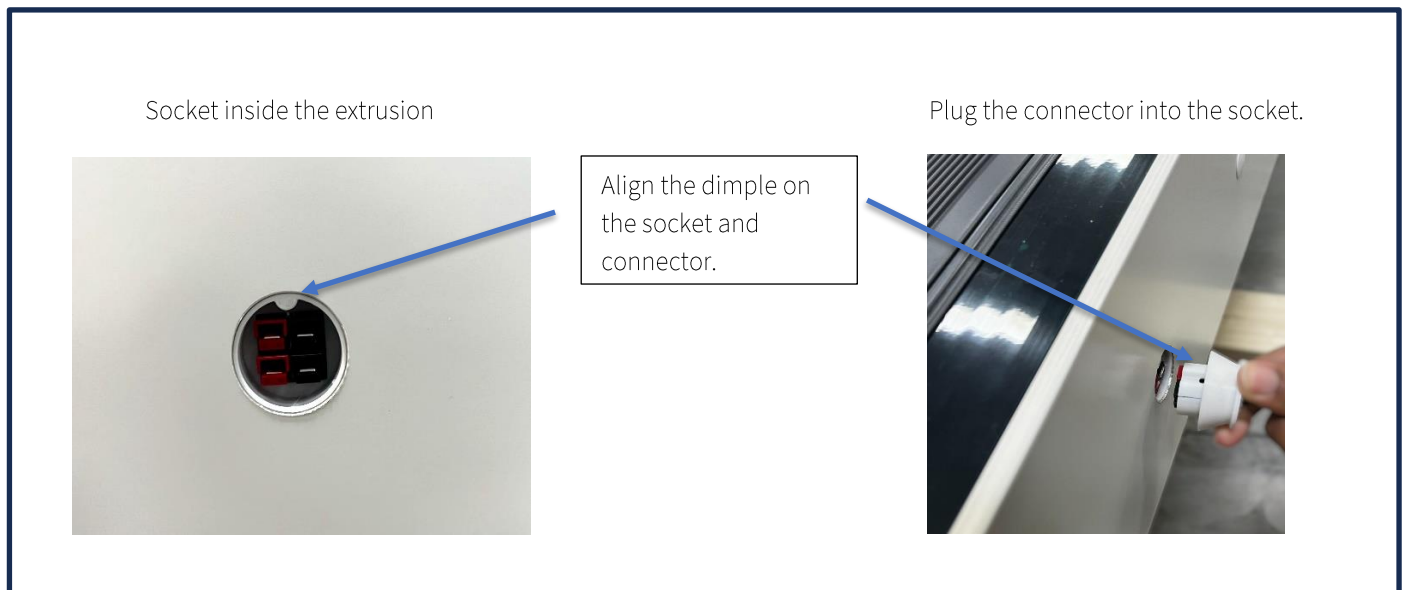 Socket inside the extrusion
Plug the connector into the socket.
Align the dimple on
the socket and
connector.